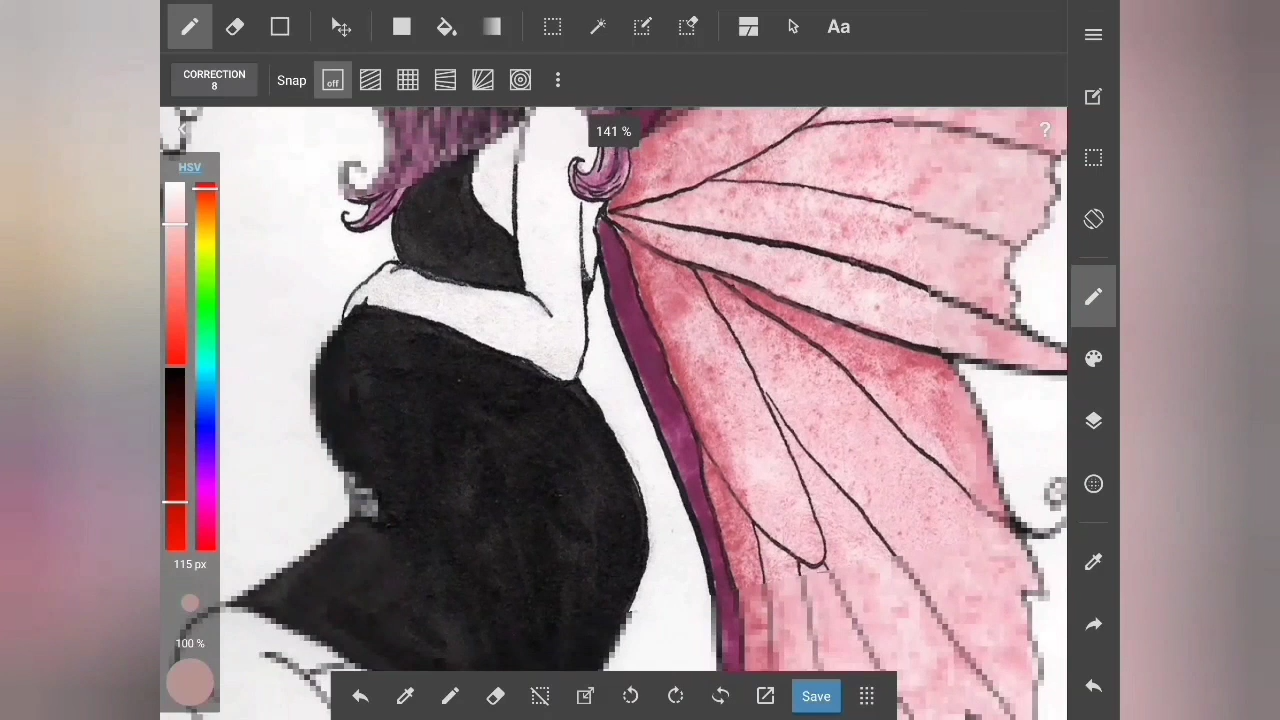 Aa
CORRECTION
8
Snap
off
141 %
?
HSV
115 px
100 %
Save